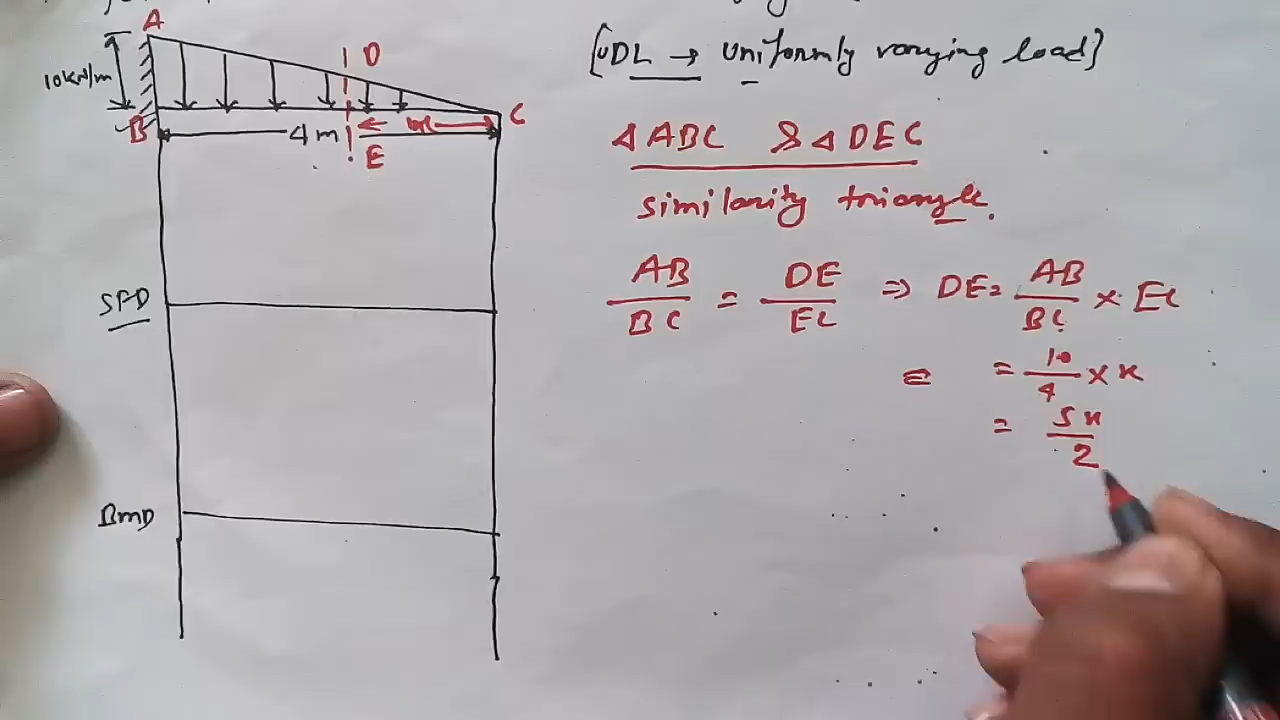 A
D
10kN/m
C
B
4 m
x
E
SFD
BMD
[UDL → Uniformly varying load}
Δ ABC & Δ DEC
similarity triangle.
AB/BC = DE/EC ⇒ DE = AB/BC × EC
= = 10/4 × x
= 5x/2